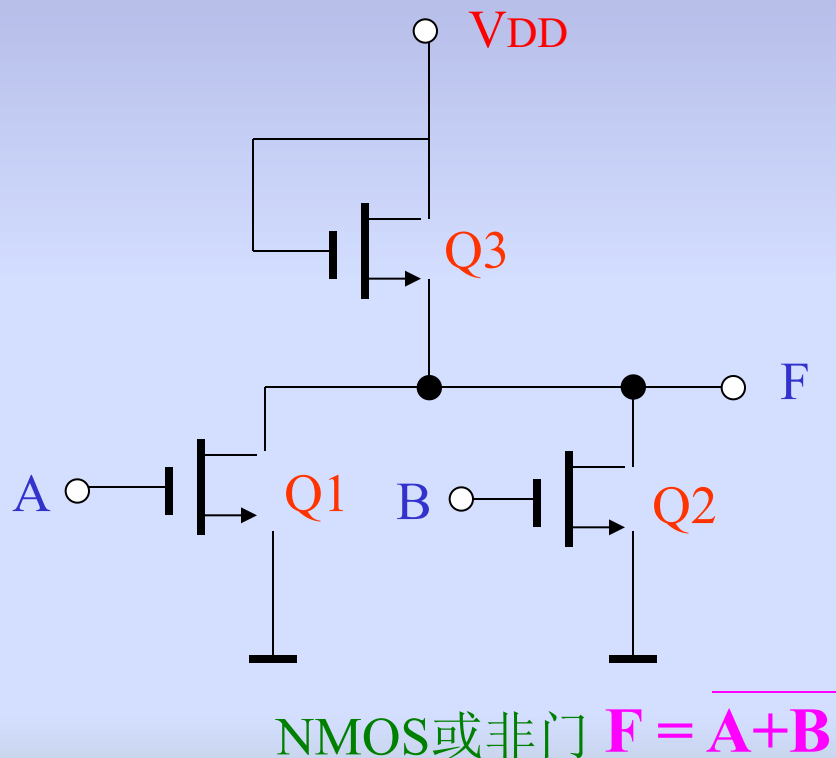 VDD
Q3
F
A
Q1
B
Q2
NMOS或非门 F = A̅+̅B̅